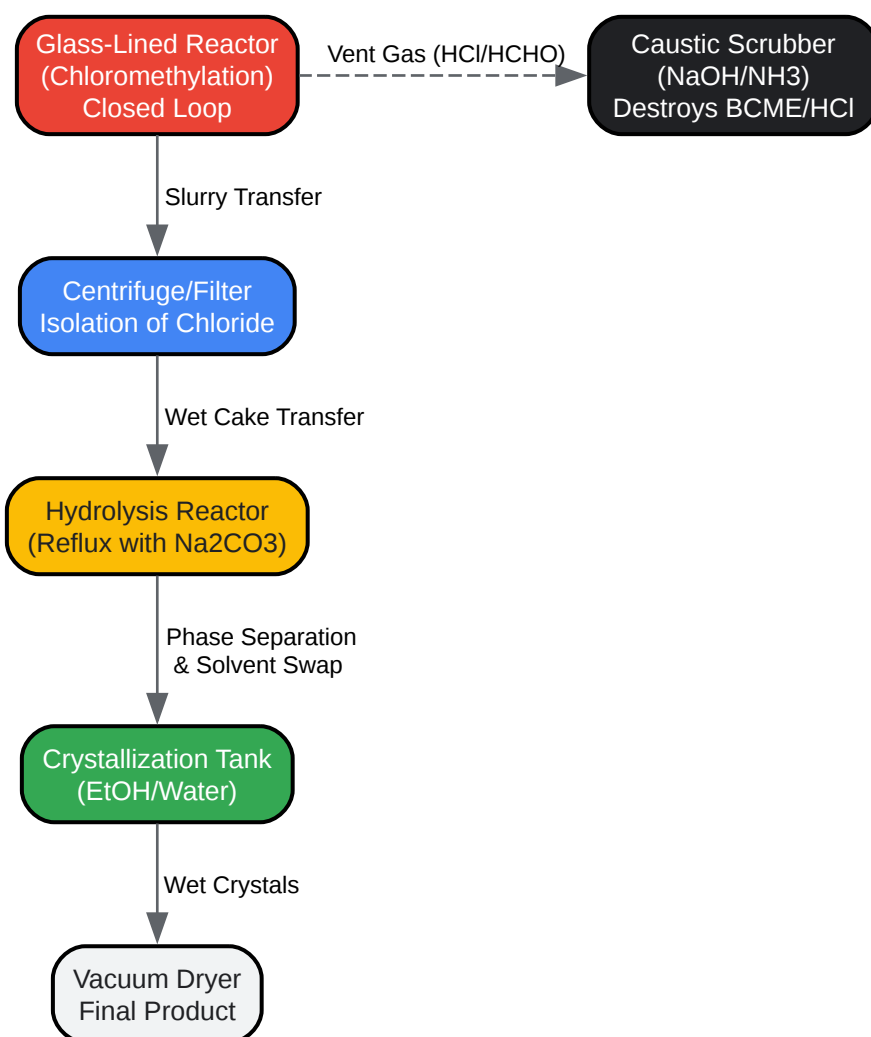 Glass-Lined Reactor
(Chloromethylation)
Closed Loop
Vent Gas (HCl/HCHO)
Caustic Scrubber
(NaOH/NH3)
Destroys BCME/HCl
Slurry Transfer
Centrifuge/Filter
Isolation of Chloride
Wet Cake Transfer
Hydrolysis Reactor
(Reflux with Na2CO3)
Phase Separation
& Solvent Swap
Crystallization Tank
(EtOH/Water)
Wet Crystals
Vacuum Dryer
Final Product